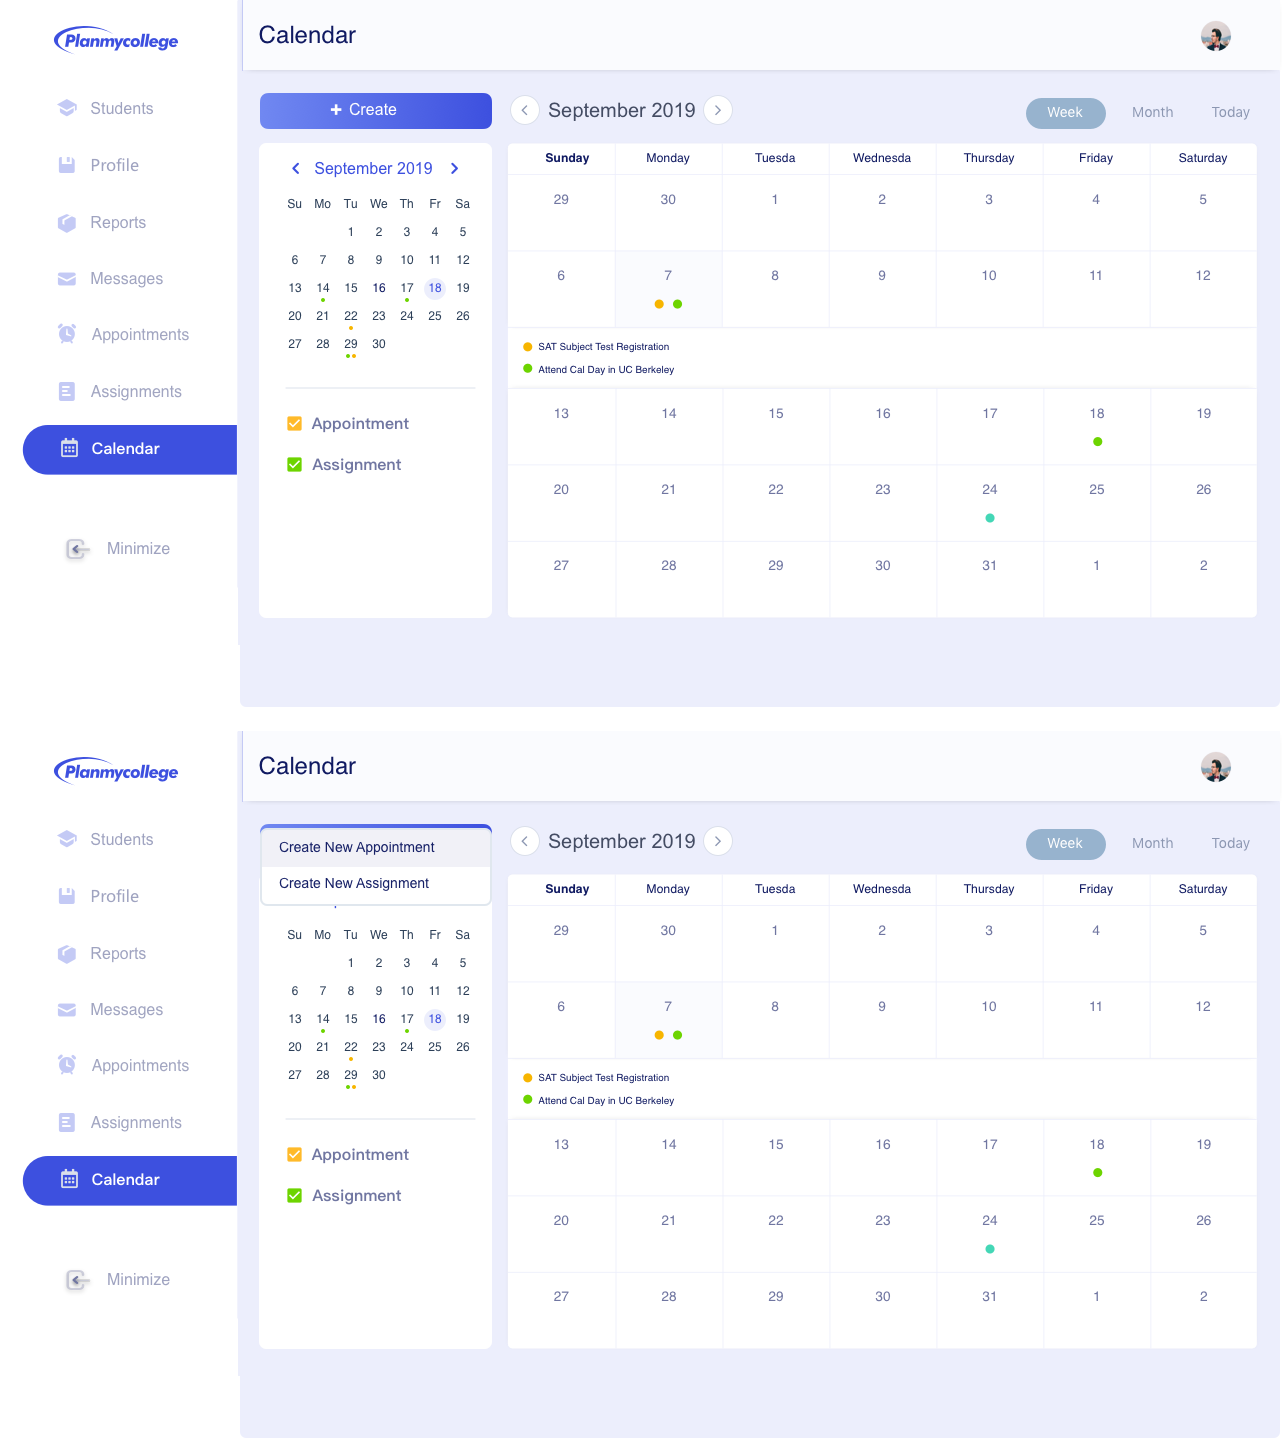 Planmycollege
Calendar
Students
Profile
Reports
Messages
Appointments
Assignments
Calendar
Minimize
+ Create
September 2019
Su Mo Tu We Th Fr Sa
1 2 3 4 5
6 7 8 9 10 11 12
13 14 15 16 17 18 19
20 21 22 23 24 25 26
27 28 29 30
Appointment
Assignment
September 2019
Week Month Today
Sunday Monday Tuesda Wednesda Thursday Friday Saturday
29 30 1 2 3 4 5
6 7 8 9 10 11 12
SAT Subject Test Registration
Attend Cal Day in UC Berkeley
13 14 15 16 17 18 19
20 21 22 23 24 25 26
27 28 29 30 31 1 2
Planmycollege
Calendar
Students
Profile
Reports
Messages
Appointments
Assignments
Calendar
Minimize
Create New Appointment
Create New Assignment
Su Mo Tu We Th Fr Sa
1 2 3 4 5
6 7 8 9 10 11 12
13 14 15 16 17 18 19
20 21 22 23 24 25 26
27 28 29 30
Appointment
Assignment
September 2019
Week Month Today
Sunday Monday Tuesda Wednesda Thursday Friday Saturday
29 30 1 2 3 4 5
6 7 8 9 10 11 12
SAT Subject Test Registration
Attend Cal Day in UC Berkeley
13 14 15 16 17 18 19
20 21 22 23 24 25 26
27 28 29 30 31 1 2